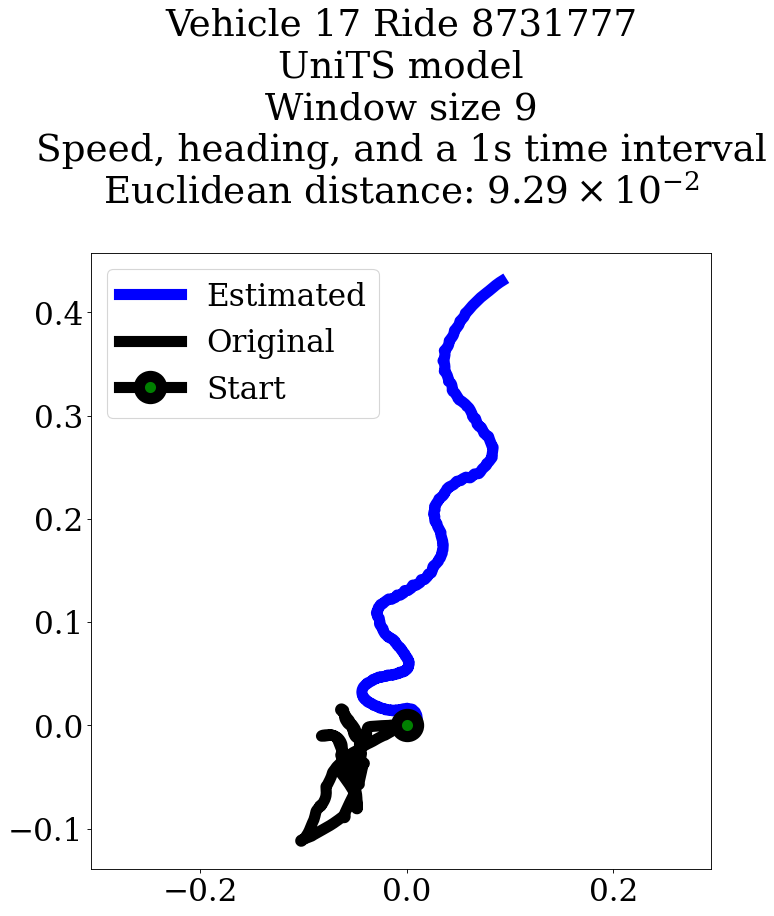 Vehicle 17 Ride 8731777
UniTS model
Window size 9
Speed, heading, and a 1s time interval
Euclidean distance: 9.29 × 10⁻²
Estimated
Original
Start
0.4
0.3
0.2
0.1
0.0
−0.1
−0.2 0.0 0.2